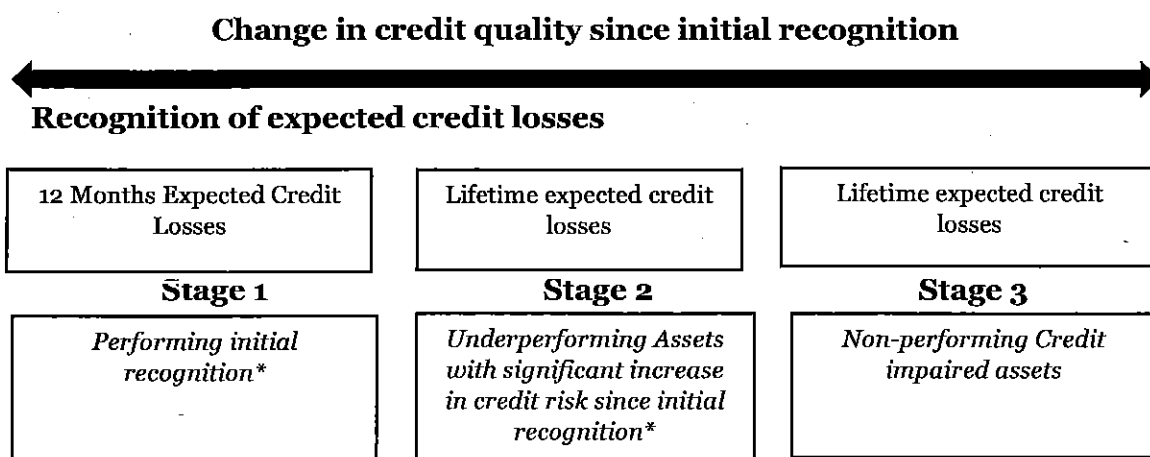 Change in credit quality since initial recognition
Recognition of expected credit losses
12 Months Expected Credit
Losses
Lifetime expected credit
losses
Lifetime expected credit
losses
Stage 1
Stage 2
Stage 3
Performing initial
recognition*
Underperforming Assets
with significant increase
in credit risk since initial
recognition*
Non-performing Credit
impaired assets